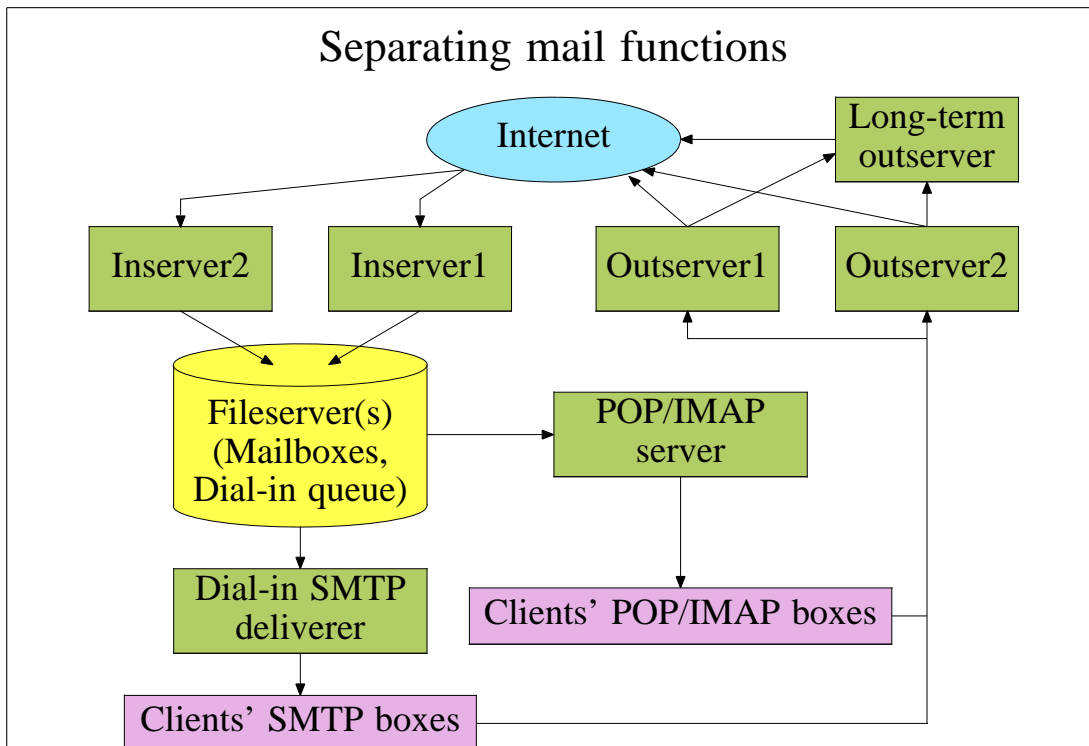 Separating mail functions
Internet
Long-term
outserver
Inserver2
Inserver1
Outserver1
Outserver2
Fileserver(s)
(Mailboxes,
Dial-in queue)
POP/IMAP
server
Dial-in SMTP
deliverer
Clients’ POP/IMAP boxes
Clients’ SMTP boxes